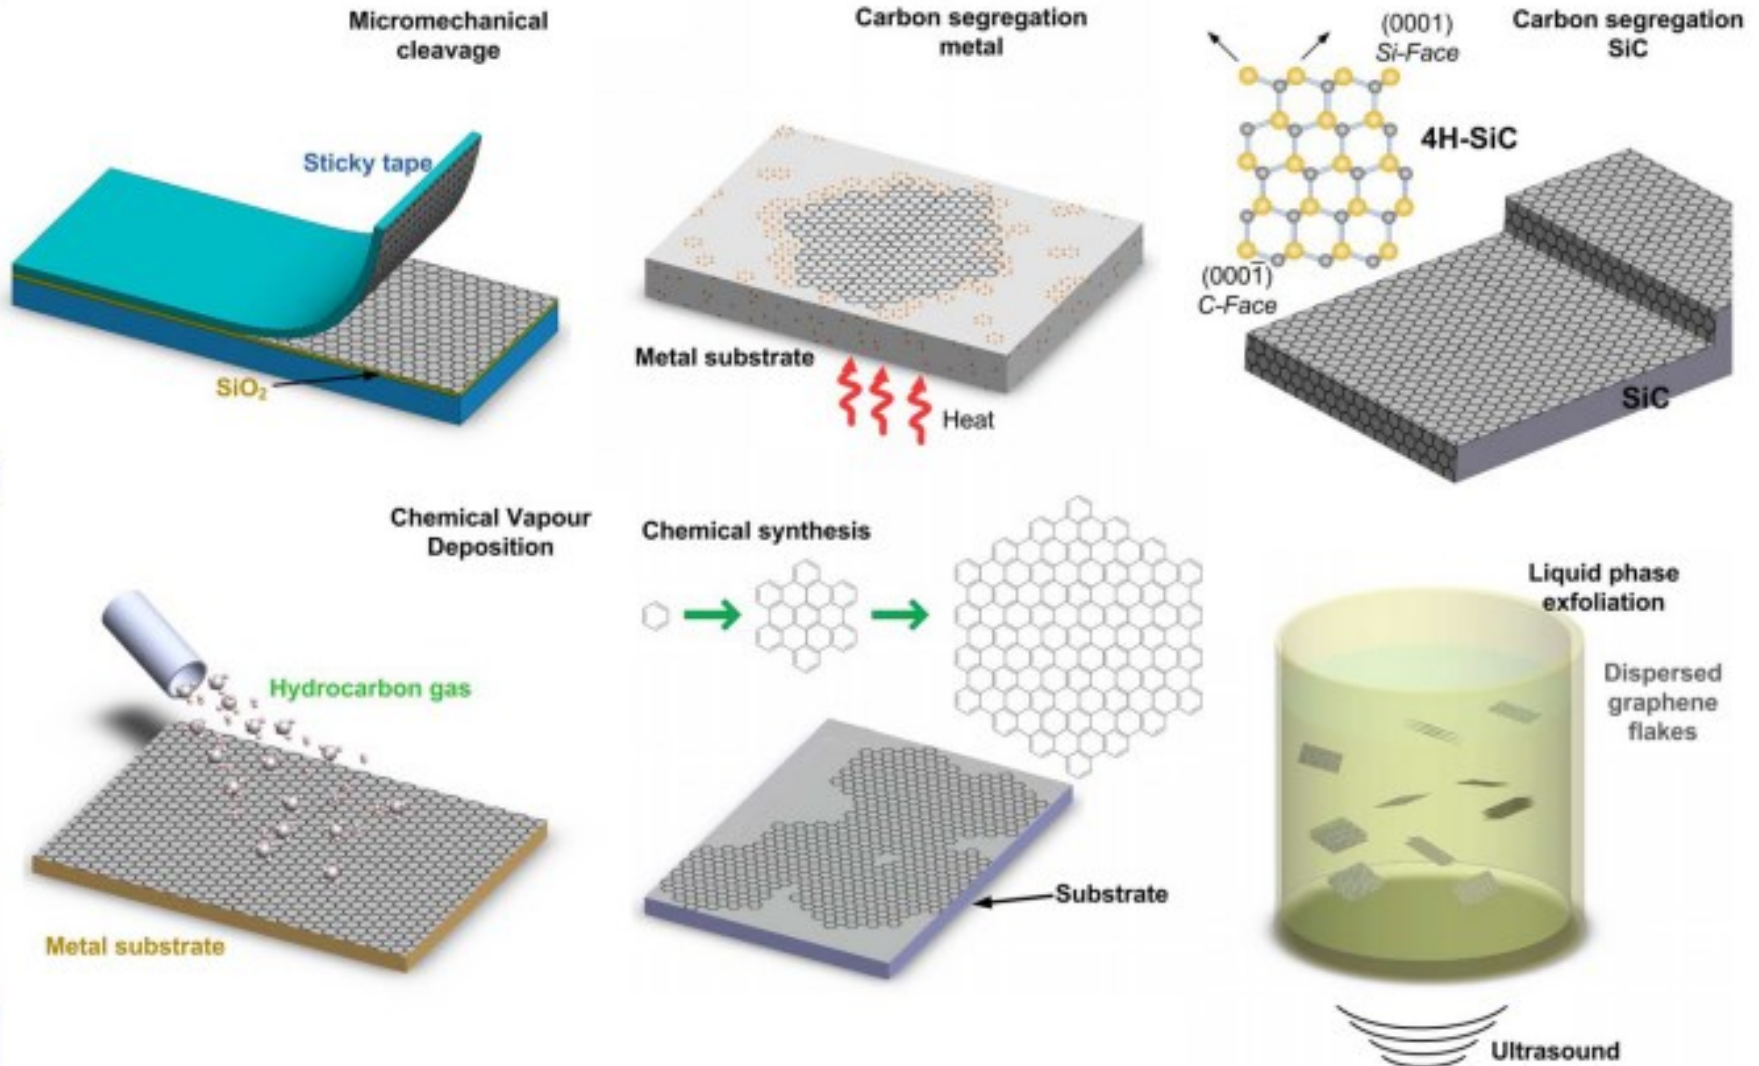 Micromechanical
cleavage
Sticky tape
SiO₂
Carbon segregation
metal
Metal substrate
Heat
(0001)
Si-Face
Carbon segregation
SiC
4H-SiC
(0001̄)
C-Face
SiC
Chemical Vapour
Deposition
Hydrocarbon gas
Metal substrate
Chemical synthesis
Substrate
Liquid phase
exfoliation
Dispersed
graphene
flakes
Ultrasound